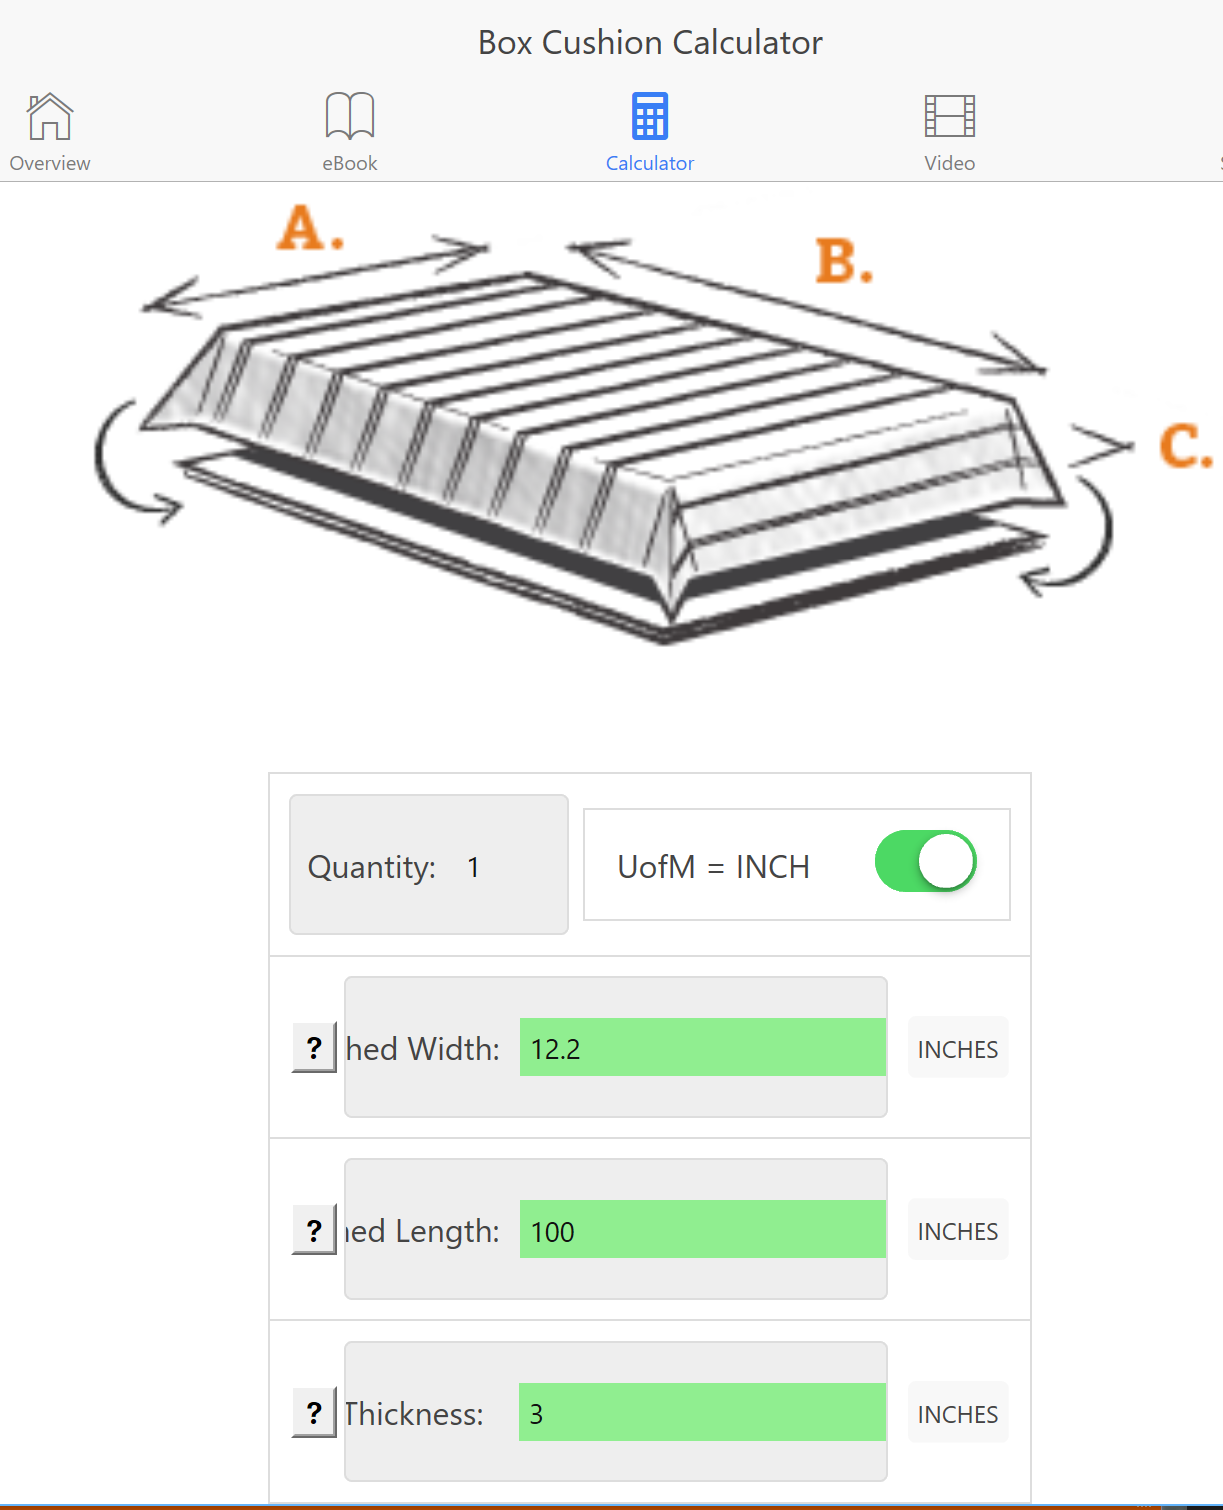 Box Cushion Calculator
Overview eBook Calculator Video
A.
B.
C.
Quantity: 1 UofM = INCH
? hed Width: 12.2 INCHES
? ed Length: 100 INCHES
? Thickness: 3 INCHES